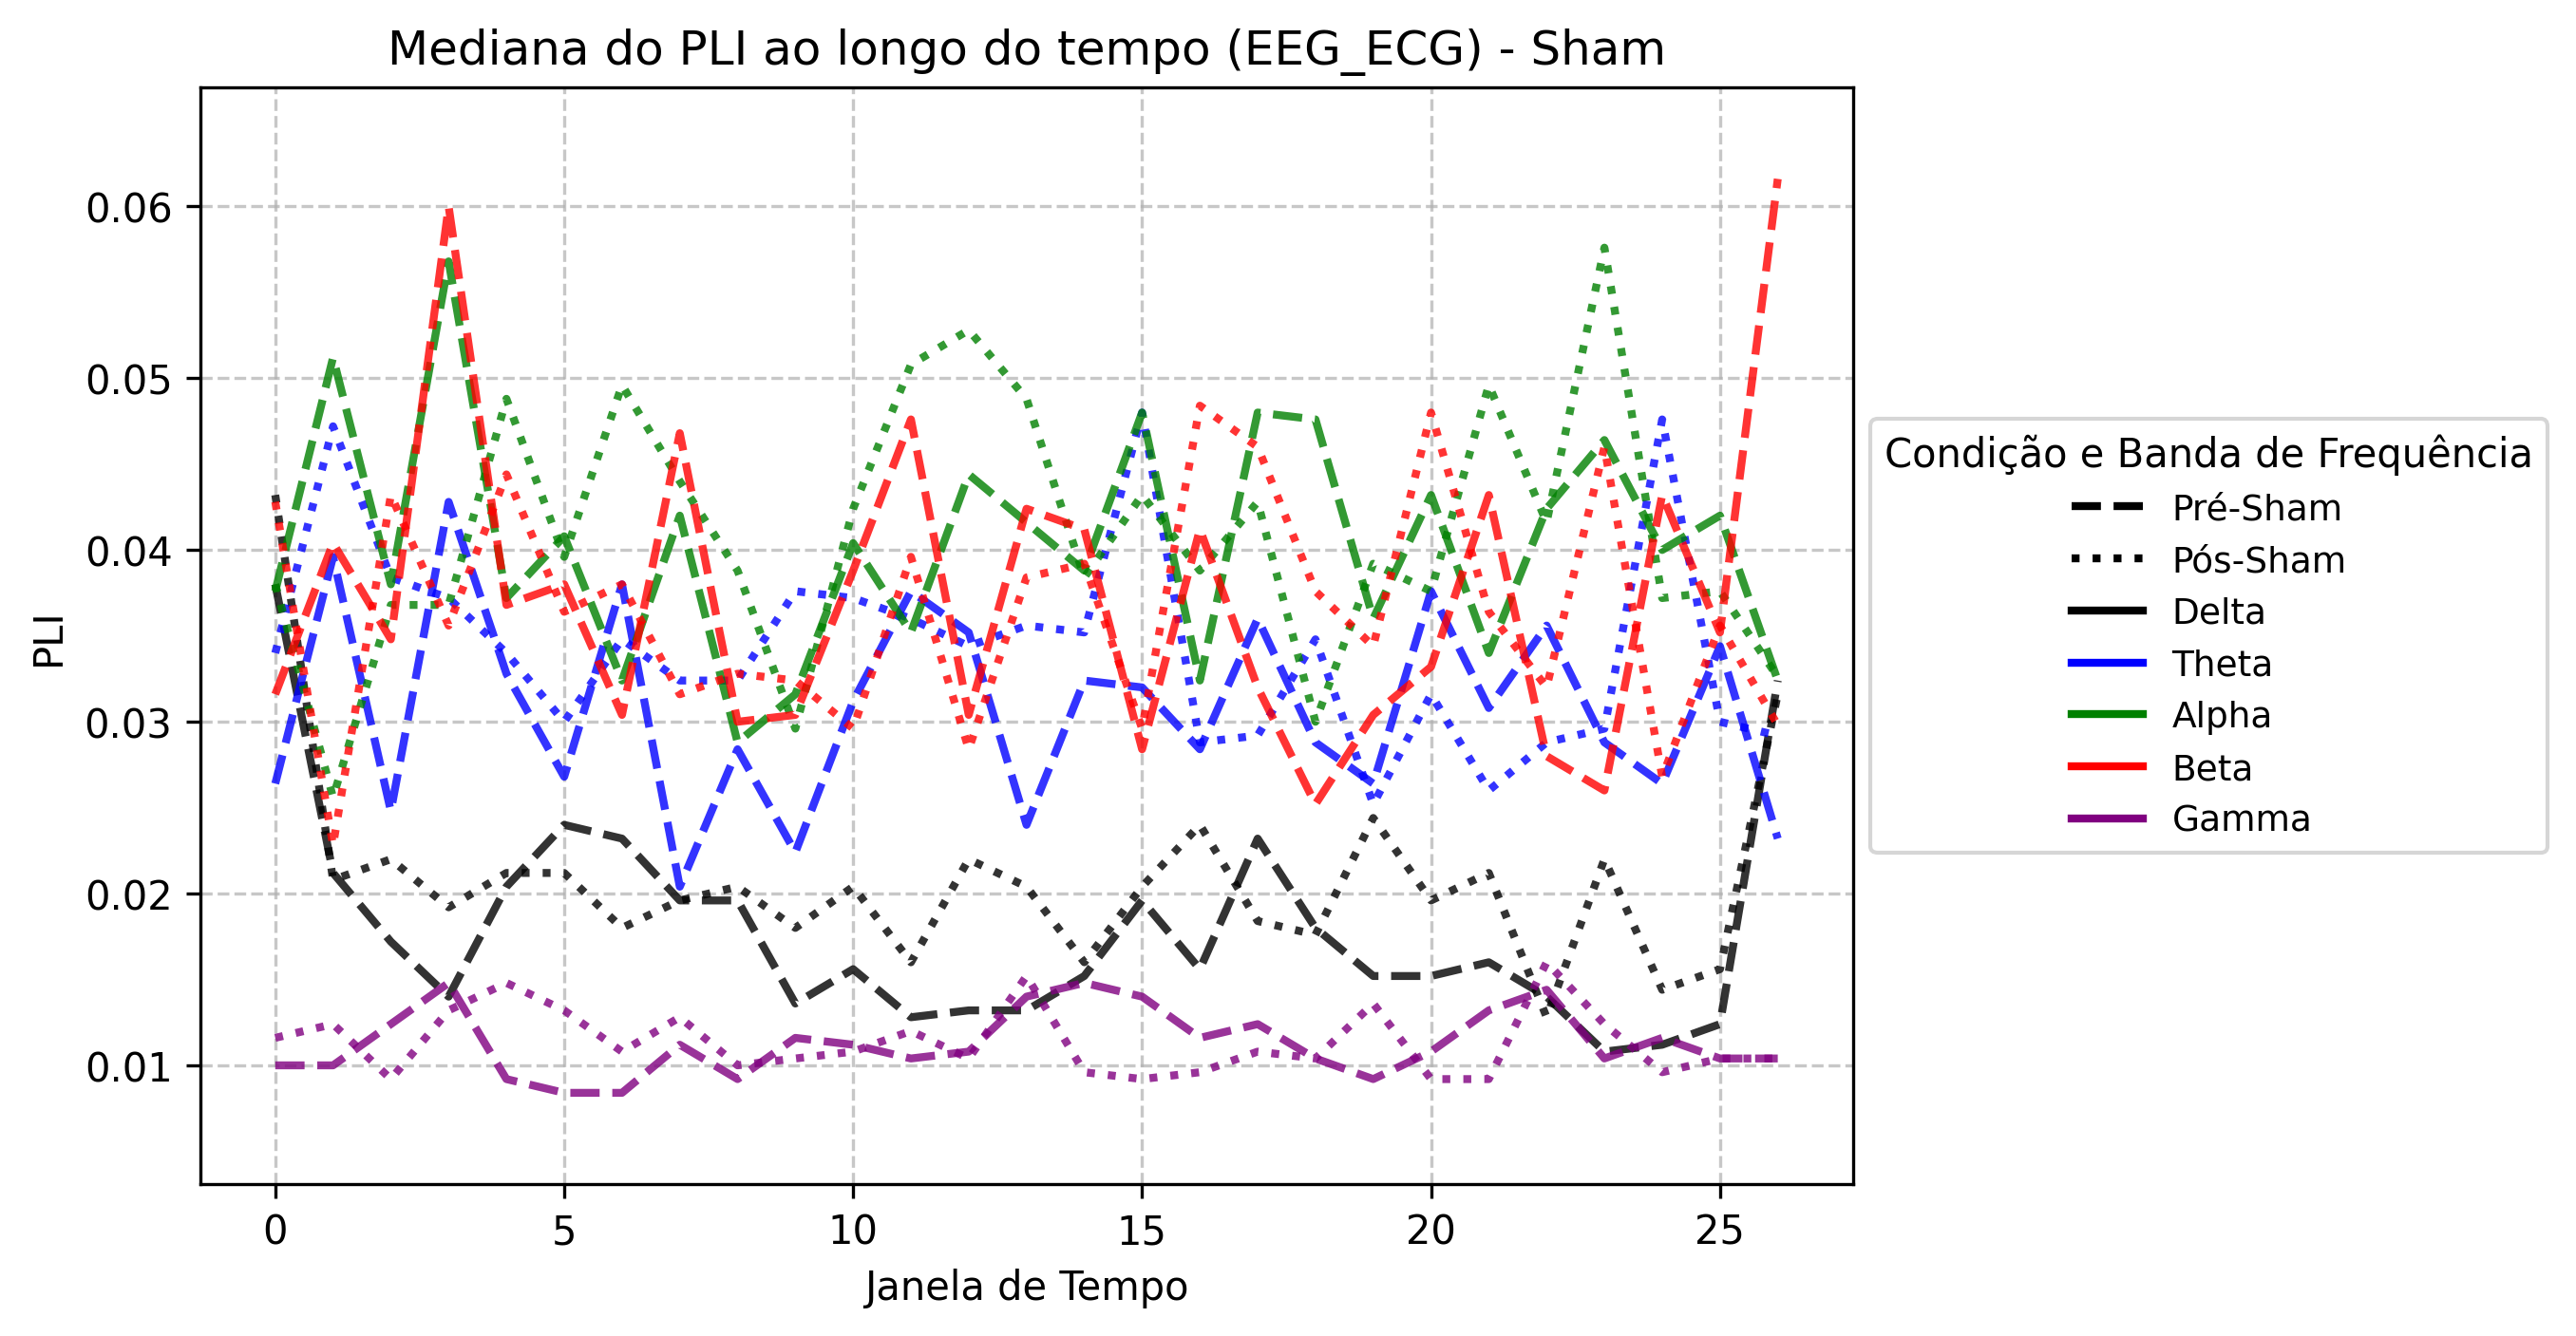 Mediana do PLI ao longo do tempo (EEG_ECG) - Sham
PLI
0.06
0.05
0.04
0.03
0.02
0.01
0
5
10
15
20
25
Janela de Tempo
Condição e Banda de Frequência
Pré-Sham
Pós-Sham
Delta
Theta
Alpha
Beta
Gamma